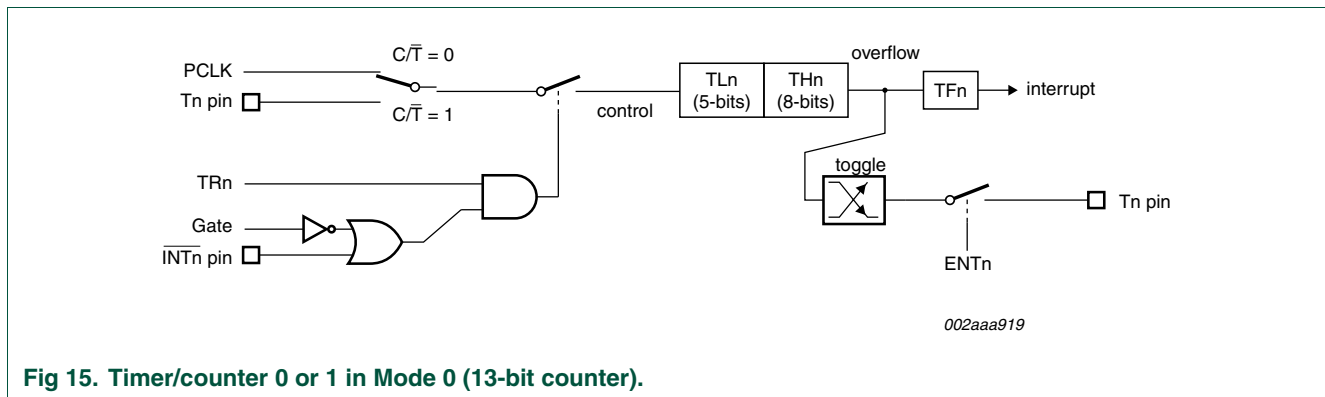 C/T̅ = 0
overflow
PCLK
Tn pin
C/T̅ = 1
control
TLn
(5-bits)
THn
(8-bits)
TFn
interrupt
toggle
TRn
Gate
I̅N̅T̅n̅ pin
Tn pin
ENTn
002aaa919
Fig 15. Timer/counter 0 or 1 in Mode 0 (13-bit counter).